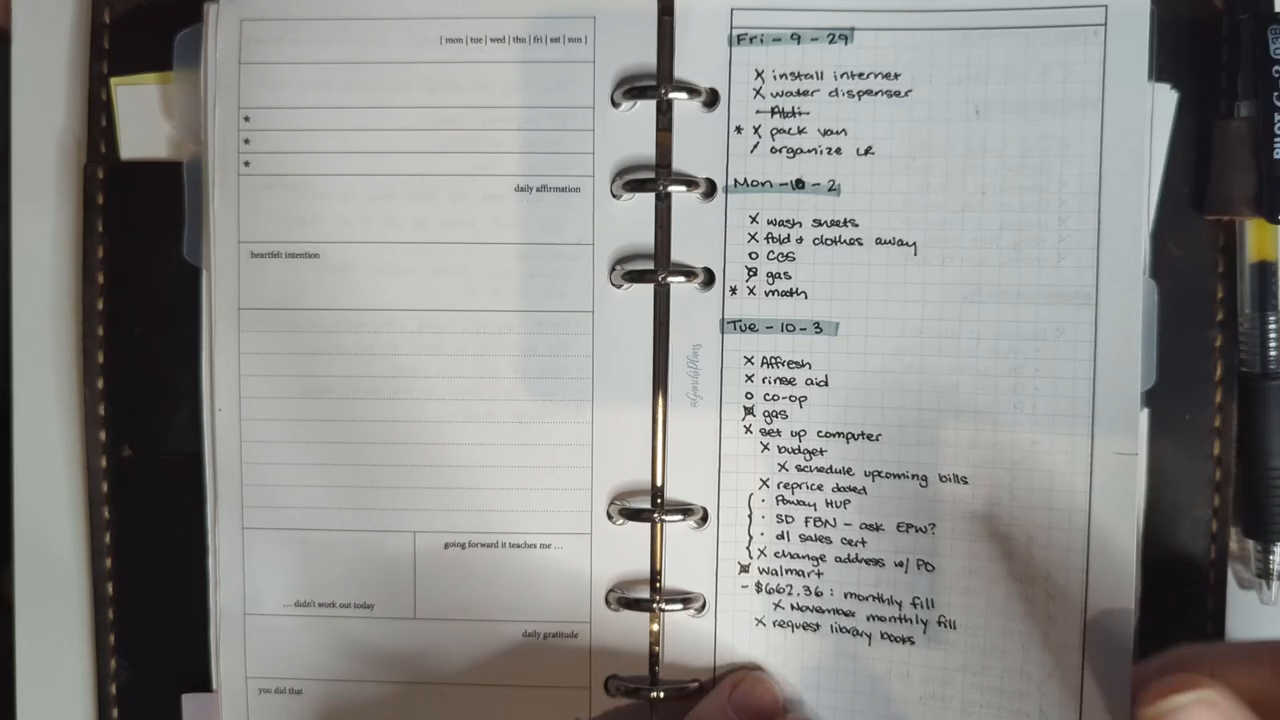 [ mon | tue | wed | thu | fri | sat | sun ]
★
★
★
daily affirmation
heartfelt intention
going forward it teaches me ...
... didn't work out today
daily gratitude
you did that
@GauchePlans
Fri - 9 - 29
X install internet
X water dispenser
Aldi
* X pack van
/ organize LR
Mon - 10 - 2
X wash sheets
X fold + clothes away
o CCS
gas
* X math
Tue - 10 - 3
X Affresh
X rinse aid
o co-op
gas
X set up computer
X budget
X schedule upcoming bills
X reprice dated
· Poway HUP
· SD FBN - ask EPW?
· dl sales cert
X change address w/ PO
Walmart
- $662.36 : monthly fill
X November monthly fill
X request library books
PILOT G-2